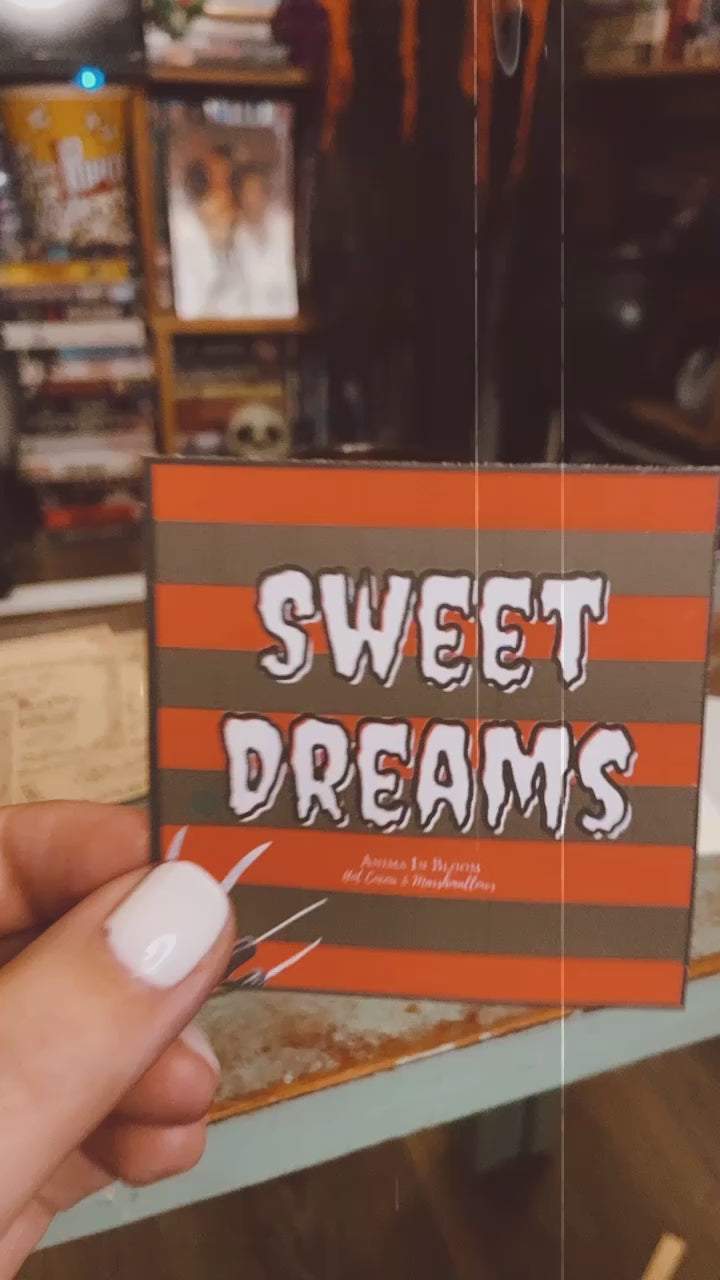 SWEET
DREAMS
Anima In Bloom
Hot Cocoa & Marshmallows